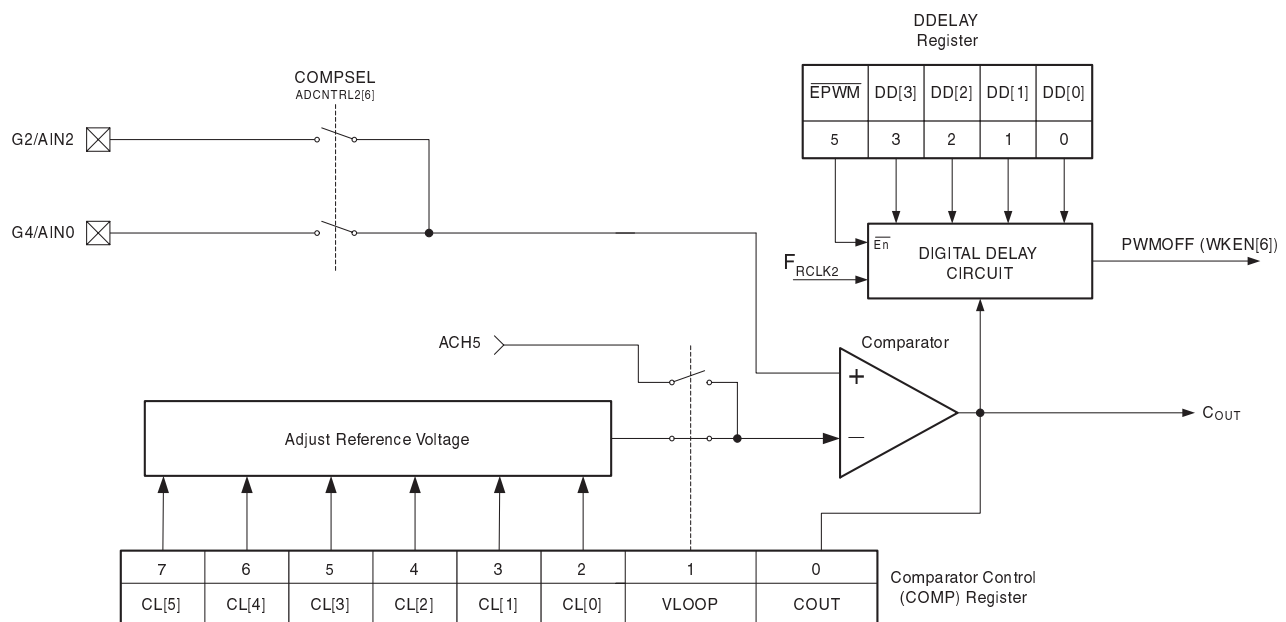 DDELAY
Register
COMPSEL
ADCNTRL2[6]
EPWM DD[3] DD[2] DD[1] DD[0]
5 3 2 1 0
G2/AIN2
G4/AIN0
En
DIGITAL DELAY
CIRCUIT
PWMOFF (WKEN[6])
FRCLK2
ACH5
Comparator
+
Adjust Reference Voltage
—
COUT
7 6 5 4 3 2 1 0
CL[5] CL[4] CL[3] CL[2] CL[1] CL[0] VLOOP COUT
Comparator Control
(COMP) Register